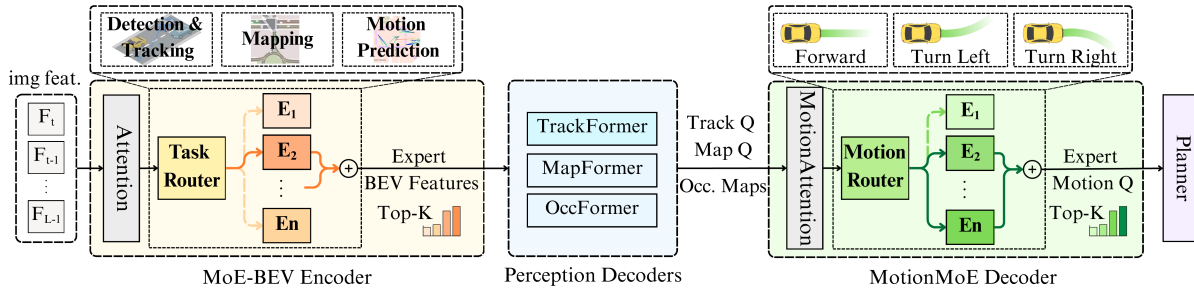 Detection &
Tracking
Mapping
Motion
Prediction
Forward
Turn Left
Turn Right
img feat.
F_t
F_{t-1}
⋮
F_{L-1}
Attention
Task
Router
E_1
E_2
⋮
En
+
Expert
BEV Features
Top-K
MoE-BEV Encoder
TrackFormer
MapFormer
OccFormer
Perception Decoders
Track Q
Map Q
Occ. Maps
MotionAttention
Motion
Router
E_1
E_2
⋮
En
+
Expert
Motion Q
Top-K
MotionMoE Decoder
Planner